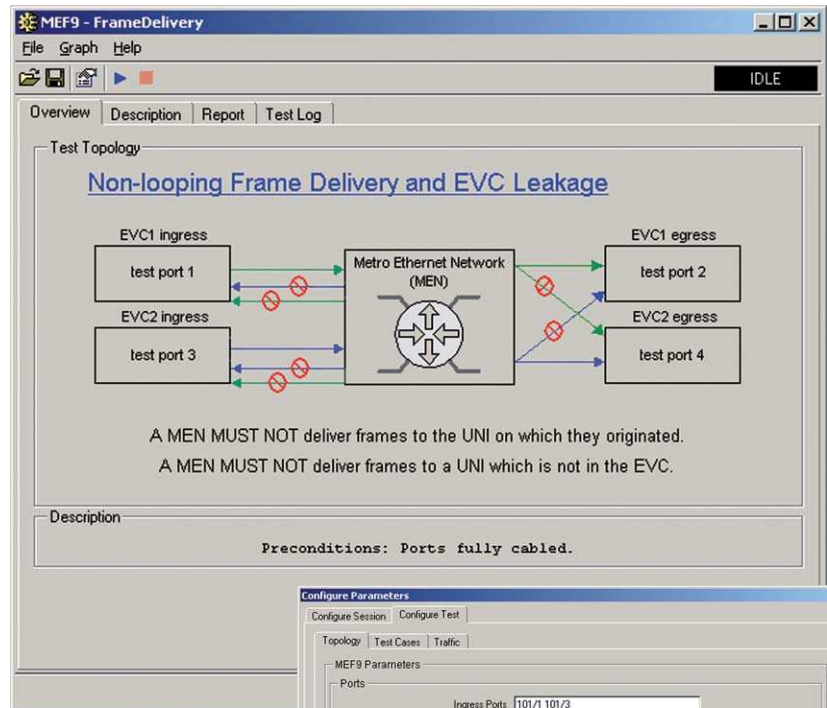 MEF9 - FrameDelivery
File Graph Help
IDLE
Overview Description Report Test Log
Test Topology
Non-looping Frame Delivery and EVC Leakage
EVC1 ingress
EVC1 egress
test port 1
Metro Ethernet Network
(MEN)
test port 2
EVC2 ingress
EVC2 egress
test port 3
test port 4
A MEN MUST NOT deliver frames to the UNI on which they originated.
A MEN MUST NOT deliver frames to a UNI which is not in the EVC.
Description
Preconditions: Ports fully cabled.
Configure Parameters
Configure Session Configure Test
Topology Test Cases Traffic
MEF9 Parameters
Ports
Ingress Ports 101/1 101/3